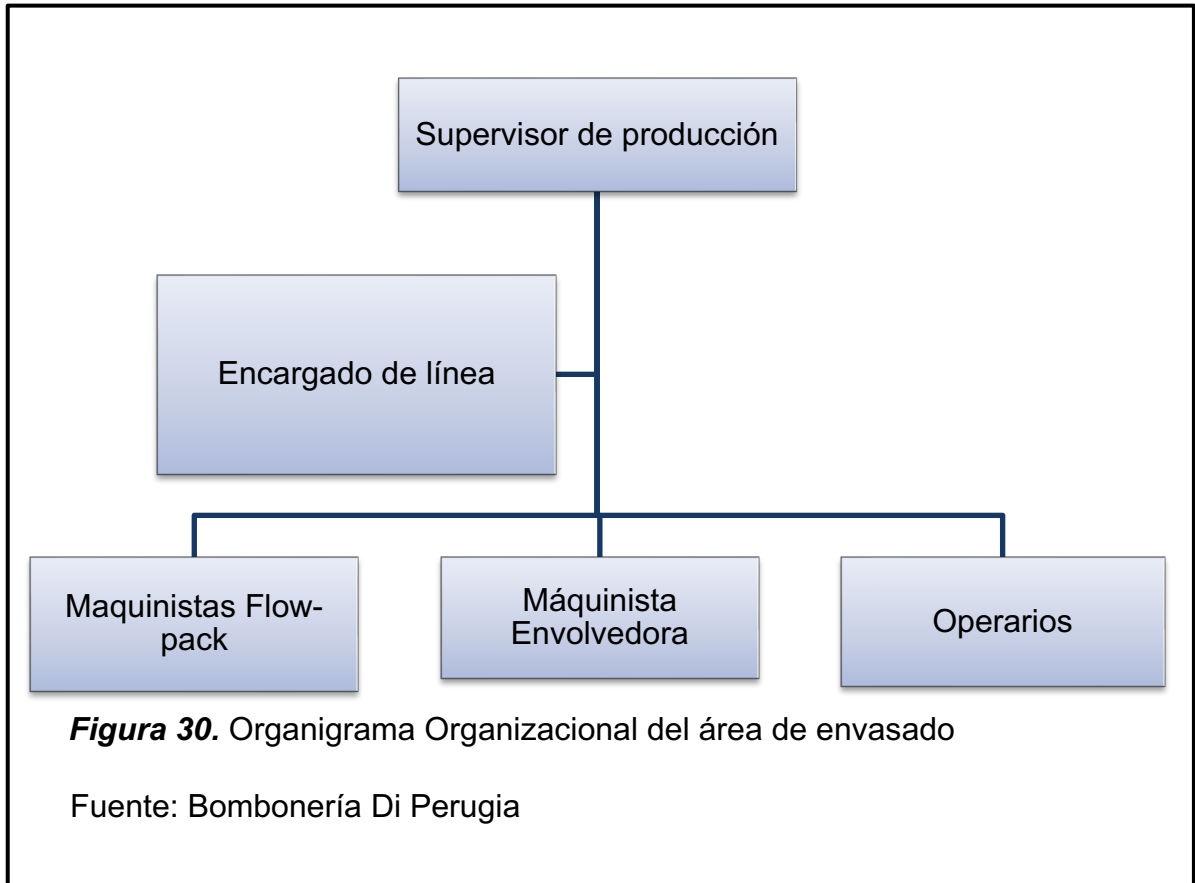 Supervisor de producción
Encargado de línea
Maquinistas Flow-
pack
Máquinista
Envolvedora
Operarios
Figura 30. Organigrama Organizacional del área de envasado
Fuente: Bombonería Di Perugia